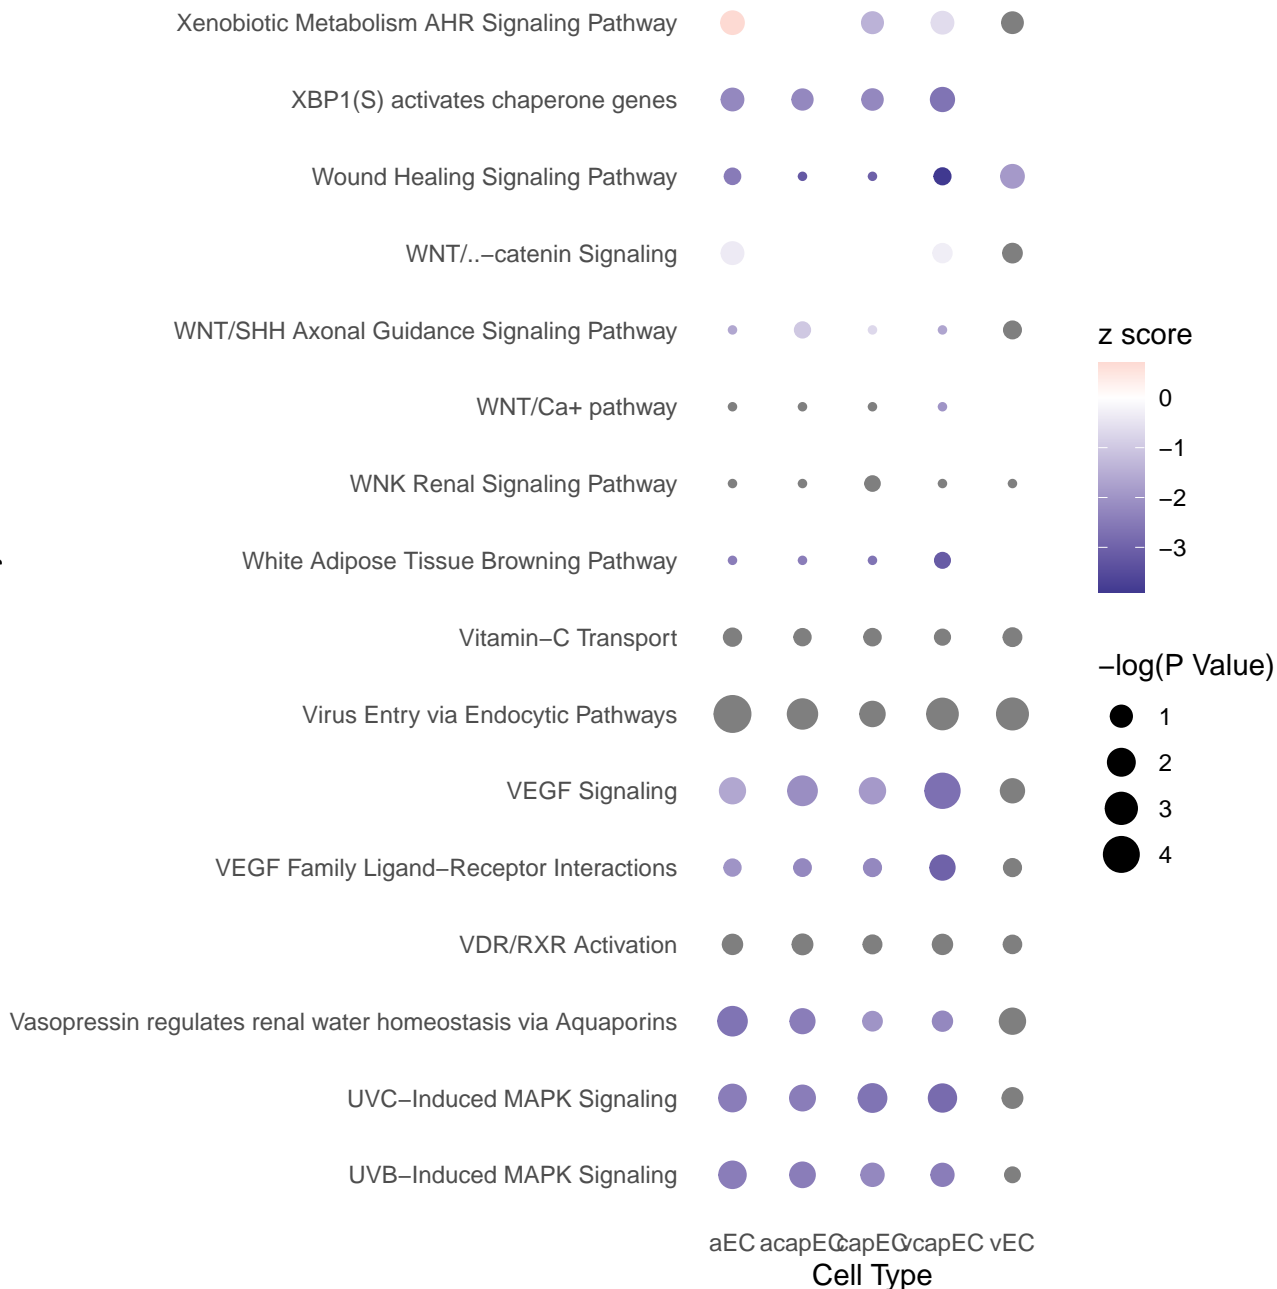 Xenobiotic Metabolism AHR Signaling Pathway
XBP1(S) activates chaperone genes
Wound Healing Signaling Pathway
WNT/..−catenin Signaling
WNT/SHH Axonal Guidance Signaling Pathway
WNT/Ca+ pathway
WNK Renal Signaling Pathway
White Adipose Tissue Browning Pathway
Vitamin−C Transport
Virus Entry via Endocytic Pathways
VEGF Signaling
VEGF Family Ligand−Receptor Interactions
VDR/RXR Activation
Vasopressin regulates renal water homeostasis via Aquaporins
UVC−Induced MAPK Signaling
UVB−Induced MAPK Signaling
aEC acapEC capEC vcapEC vEC
Cell Type
z score
0
−1
−2
−3
−log(P Value)
1
2
3
4